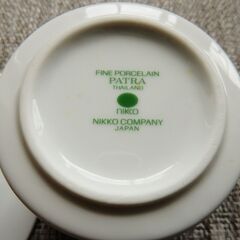 FINE PORCELAIN
PATRA
THAILAND
nikko
NIKKO COMPANY
JAPAN